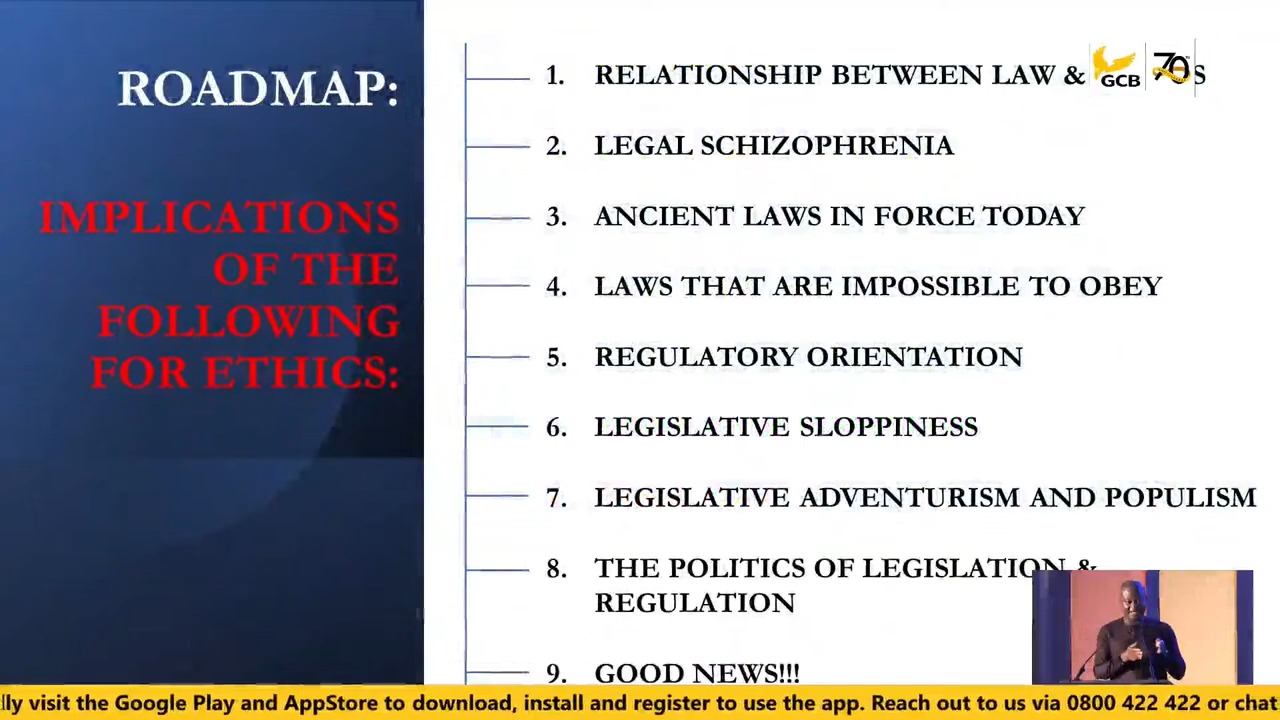 ROADMAP:
IMPLICATIONS
OF THE
FOLLOWING
FOR ETHICS:
1. RELATIONSHIP BETWEEN LAW & S
GCB
70
2. LEGAL SCHIZOPHRENIA
3. ANCIENT LAWS IN FORCE TODAY
4. LAWS THAT ARE IMPOSSIBLE TO OBEY
5. REGULATORY ORIENTATION
6. LEGISLATIVE SLOPPINESS
7. LEGISLATIVE ADVENTURISM AND POPULISM
8. THE POLITICS OF LEGISLATION &
REGULATION
9. GOOD NEWS!!!
lly visit the Google Play and AppStore to download, install and register to use the app. Reach out to us via 0800 422 422 or chat